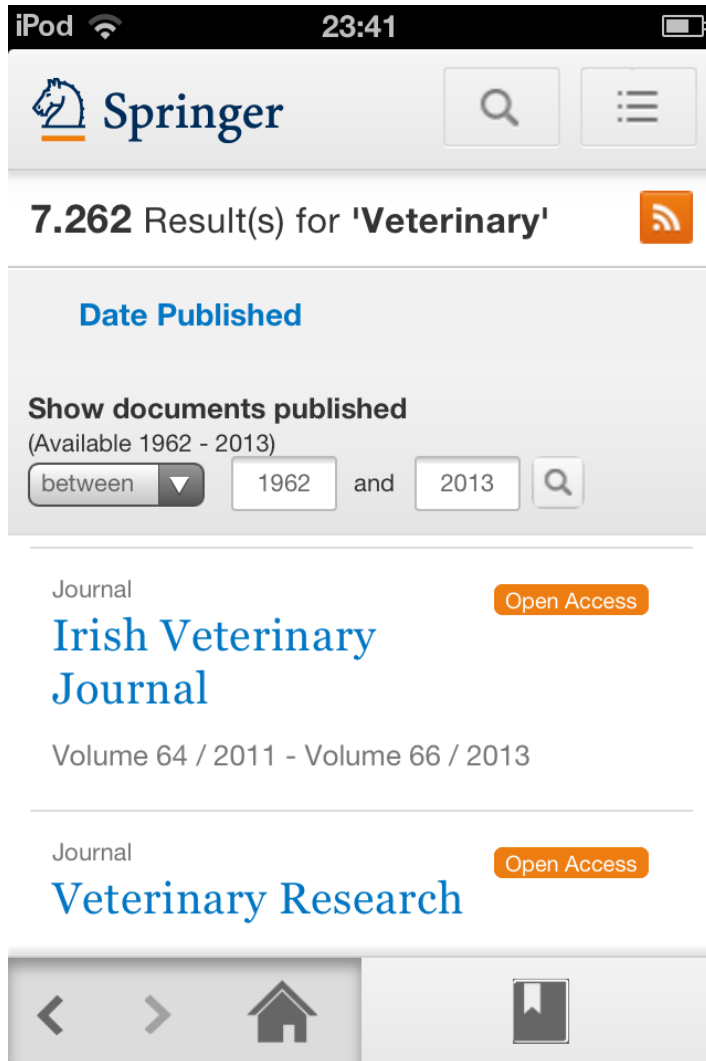 iPod 23:41
Springer
7.262 Result(s) for 'Veterinary'
Date Published
Show documents published
(Available 1962 - 2013)
between 1962 and 2013
Journal
Open Access
Irish Veterinary
Journal
Volume 64 / 2011 - Volume 66 / 2013
Journal
Open Access
Veterinary Research